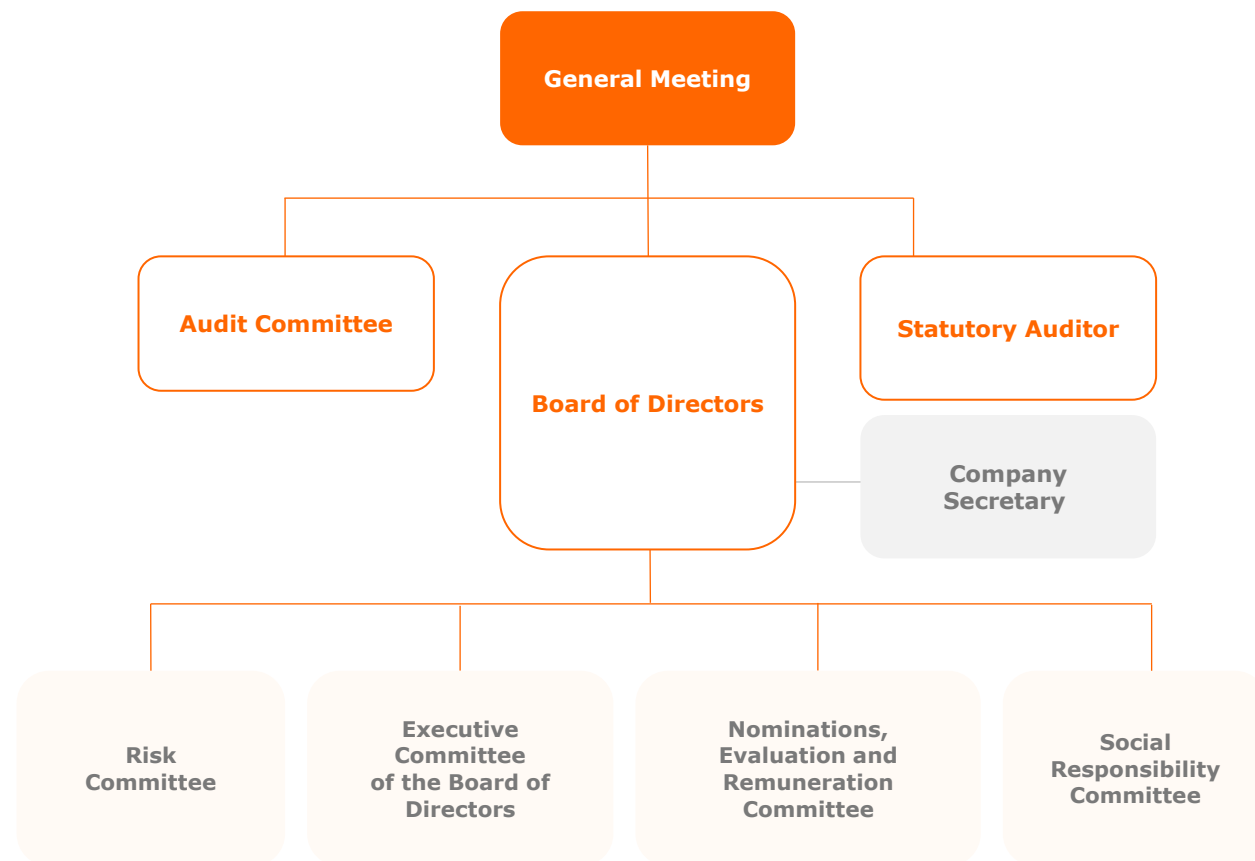 General Meeting
Audit Committee
Board of Directors
Statutory Auditor
Company
Secretary
Risk
Committee
Executive
Committee
of the Board of
Directors
Nominations,
Evaluation and
Remuneration
Committee
Social
Responsibility
Committee